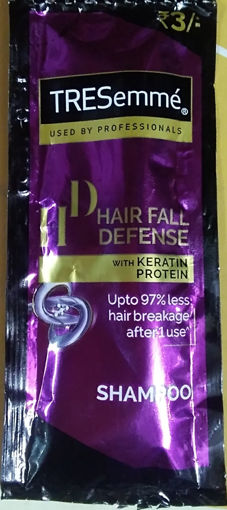 ₹3/-
TRESemmé®
USED BY PROFESSIONALS
HD HAIR FALL
DEFENSE
WITH KERATIN
PROTEIN
Upto 97% less
hair breakage
after 1 use^
SHAMPOO